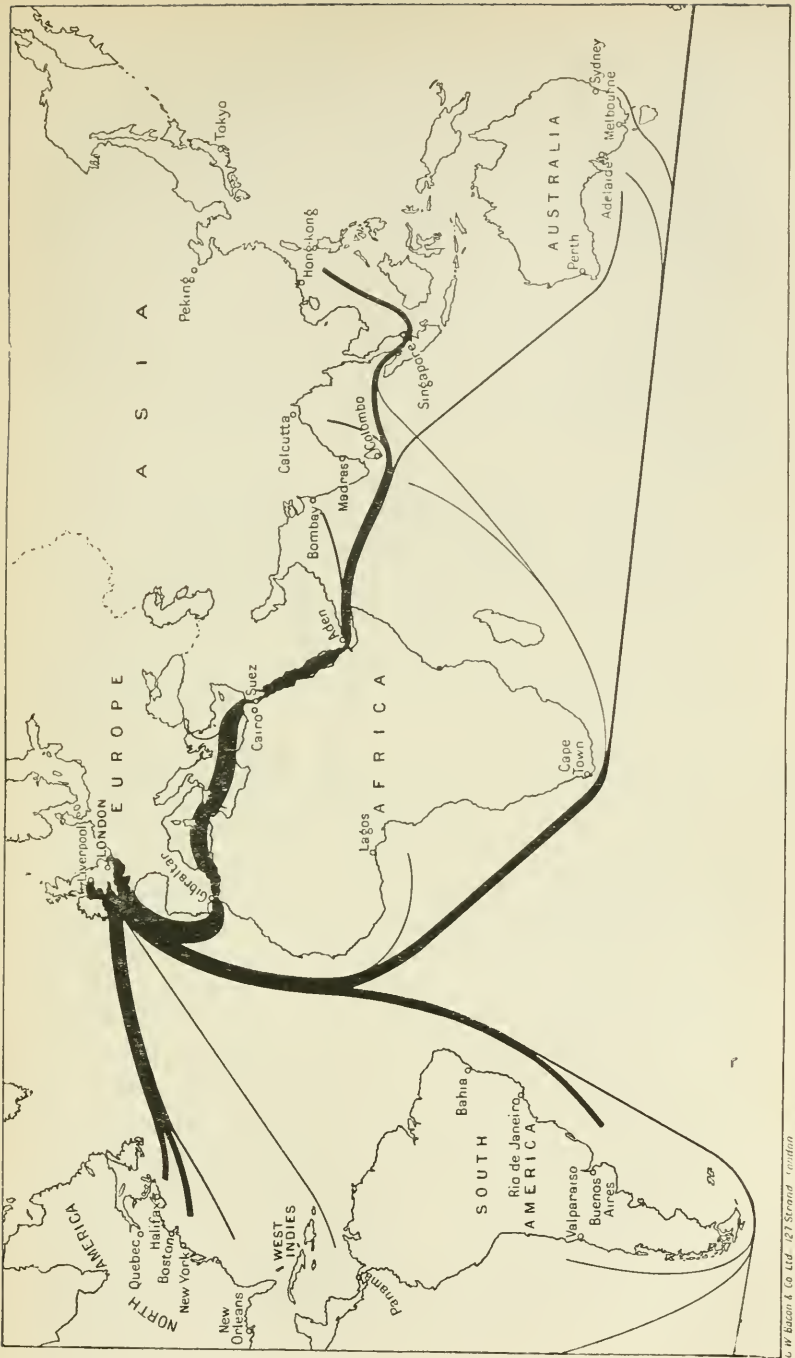 NORTH
AMERICA
Quebec
Halifax
Boston
New York
New
Orleans
WEST
INDIES
Panama
SOUTH
AMERICA
Bahia
Rio de Janeiro
Valparaiso
Buenos
Aires
Liverpool
LONDON
EUROPE
Gibraltar
Cairo
Suez
Aden
AFRICA
Lagos
Cape
Town
ASIA
Bombay
Madras
Calcutta
Colombo
Singapore
Hong-kong
Peking
Tokyo
AUSTRALIA
Perth
Adelaide
Melbourne
Sydney
G W Bacon & Co Ltd 127 Strand London